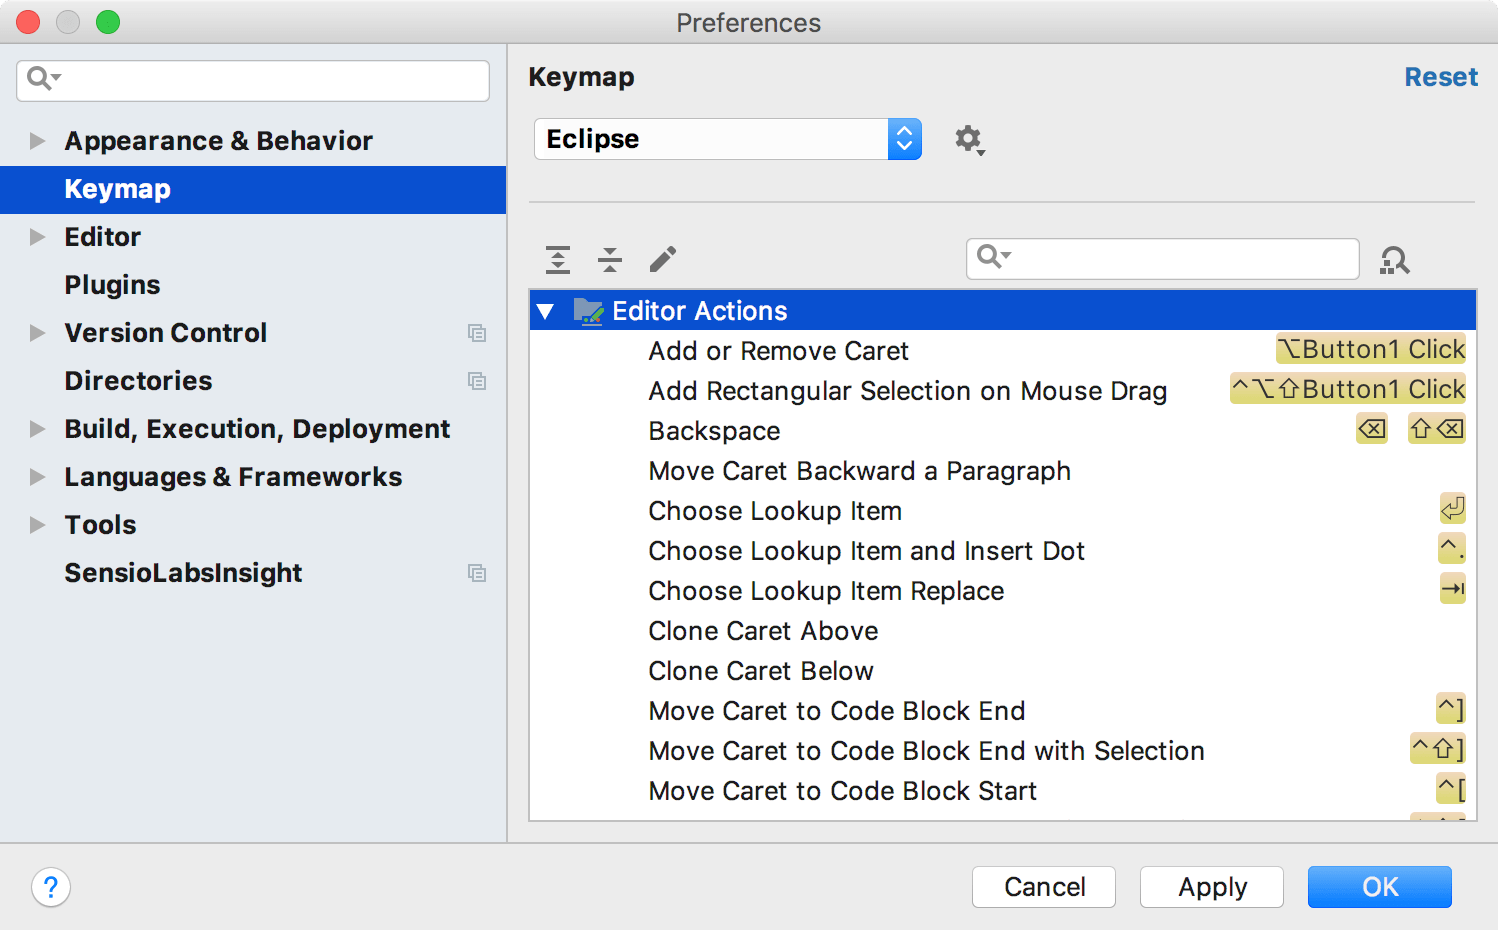 Preferences
Appearance & Behavior
Keymap
Editor
Plugins
Version Control
Directories
Build, Execution, Deployment
Languages & Frameworks
Tools
SensioLabsInsight
Keymap
Reset
Eclipse
Editor Actions
Add or Remove Caret ⌥Button1 Click
Add Rectangular Selection on Mouse Drag ^⌥⇧Button1 Click
Backspace ⌫ ⇧⌫
Move Caret Backward a Paragraph
Choose Lookup Item ⏎
Choose Lookup Item and Insert Dot ^.
Choose Lookup Item Replace ⇥
Clone Caret Above
Clone Caret Below
Move Caret to Code Block End ^]
Move Caret to Code Block End with Selection ^⇧]
Move Caret to Code Block Start ^[
?
Cancel
Apply
OK